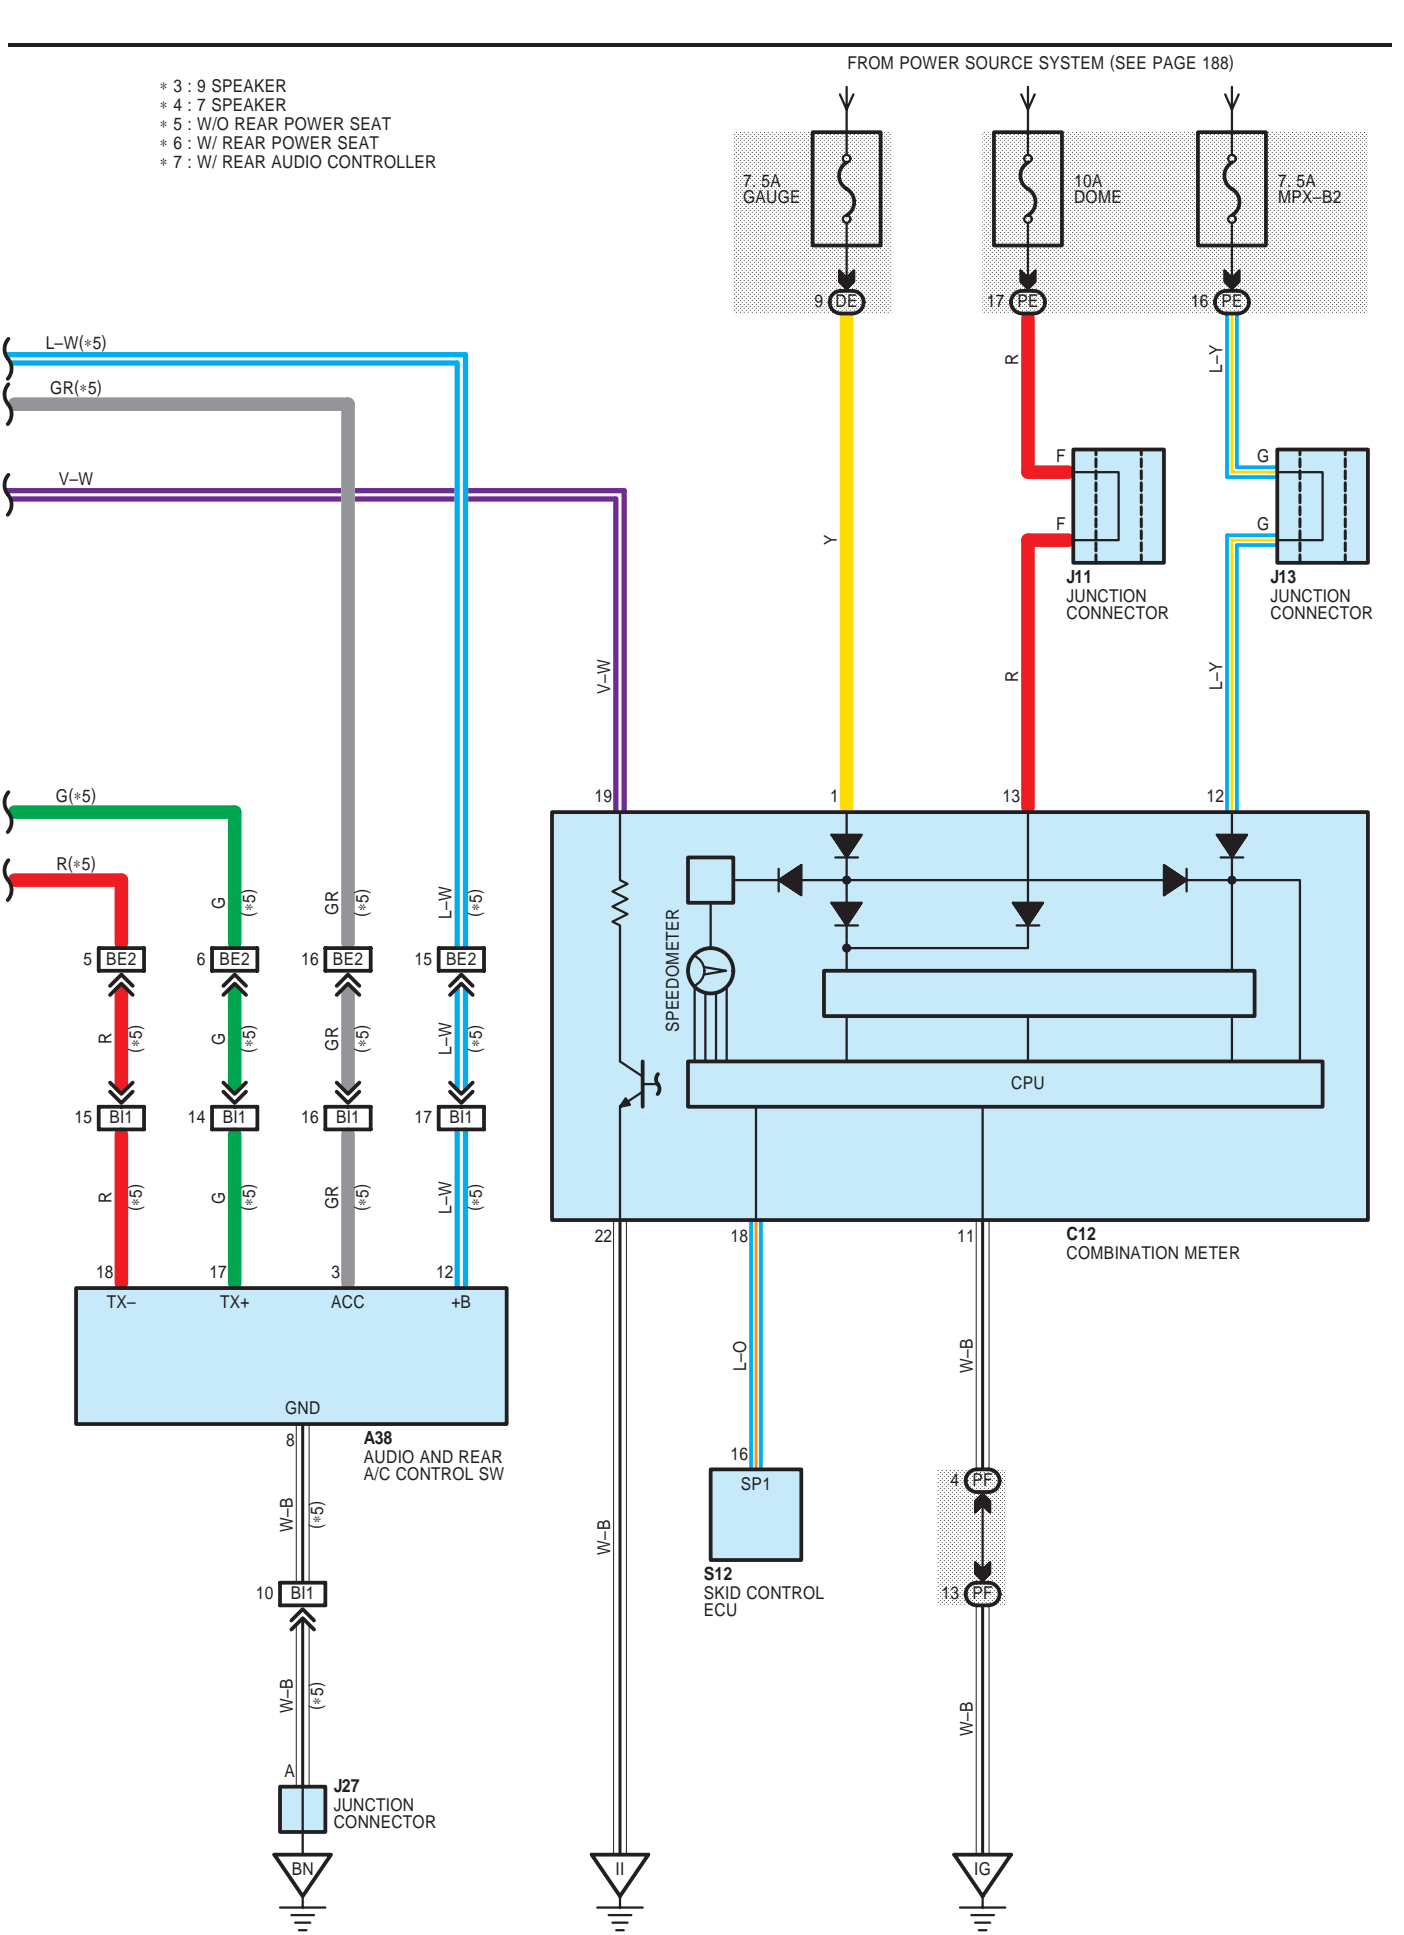 FROM POWER SOURCE SYSTEM (SEE PAGE 188)
∗ 3 : 9 SPEAKER
∗ 4 : 7 SPEAKER
∗ 5 : W/O REAR POWER SEAT
∗ 6 : W/ REAR POWER SEAT
∗ 7 : W/ REAR AUDIO CONTROLLER
7. 5A
GAUGE
10A
DOME
7. 5A
MPX–B2
9 DE
17 PE
16 PE
L–W(∗5)
GR(∗5)
V–W
R
L–Y
F
G
F
G
Y
J11
JUNCTION
CONNECTOR
J13
JUNCTION
CONNECTOR
V–W
R
L–Y
G(∗5)
R(∗5)
19
1
13
12
G
(∗5)
GR
(∗5)
L–W
(∗5)
SPEEDOMETER
5 BE2
6 BE2
16 BE2
15 BE2
R
(∗5)
G
(∗5)
GR
(∗5)
L–W
(∗5)
CPU
15 BI1
14 BI1
16 BI1
17 BI1
R
(∗5)
G
(∗5)
GR
(∗5)
L–W
(∗5)
22
18
11
C12
COMBINATION METER
18
17
3
12
TX–
TX+
ACC
+B
GND
L–O
W–B
8
A38
AUDIO AND REAR
A/C CONTROL SW
16
SP1
4 PF
W–B
(∗5)
W–B
S12
SKID CONTROL
ECU
10 BI1
13 PF
W–B
(∗5)
W–B
A
J27
JUNCTION
CONNECTOR
BN
II
IG